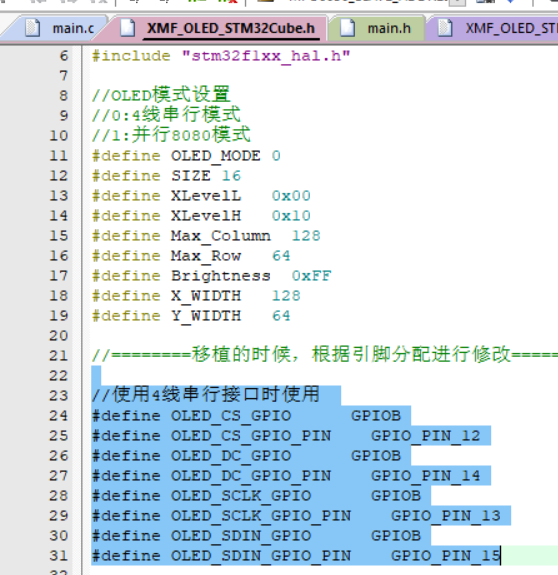 main.c XMF_OLED_STM32Cube.h main.h XMF_OLED_ST
6 #include "stm32f1xx_hal.h"
7
8 //OLED模式设置
9 //0:4线串行模式
10 //1:并行8080模式
11 #define OLED_MODE 0
12 #define SIZE 16
13 #define XLevelL 0x00
14 #define XLevelH 0x10
15 #define Max_Column 128
16 #define Max_Row 64
17 #define Brightness 0xFF
18 #define X_WIDTH 128
19 #define Y_WIDTH 64
20
21 //========移植的时候，根据引脚分配进行修改=====
22
23 //使用4线串行接口时使用
24 #define OLED_CS_GPIO GPIOB
25 #define OLED_CS_GPIO_PIN GPIO_PIN_12
26 #define OLED_DC_GPIO GPIOB
27 #define OLED_DC_GPIO_PIN GPIO_PIN_14
28 #define OLED_SCLK_GPIO GPIOB
29 #define OLED_SCLK_GPIO_PIN GPIO_PIN_13
30 #define OLED_SDIN_GPIO GPIOB
31 #define OLED_SDIN_GPIO_PIN GPIO_PIN_15